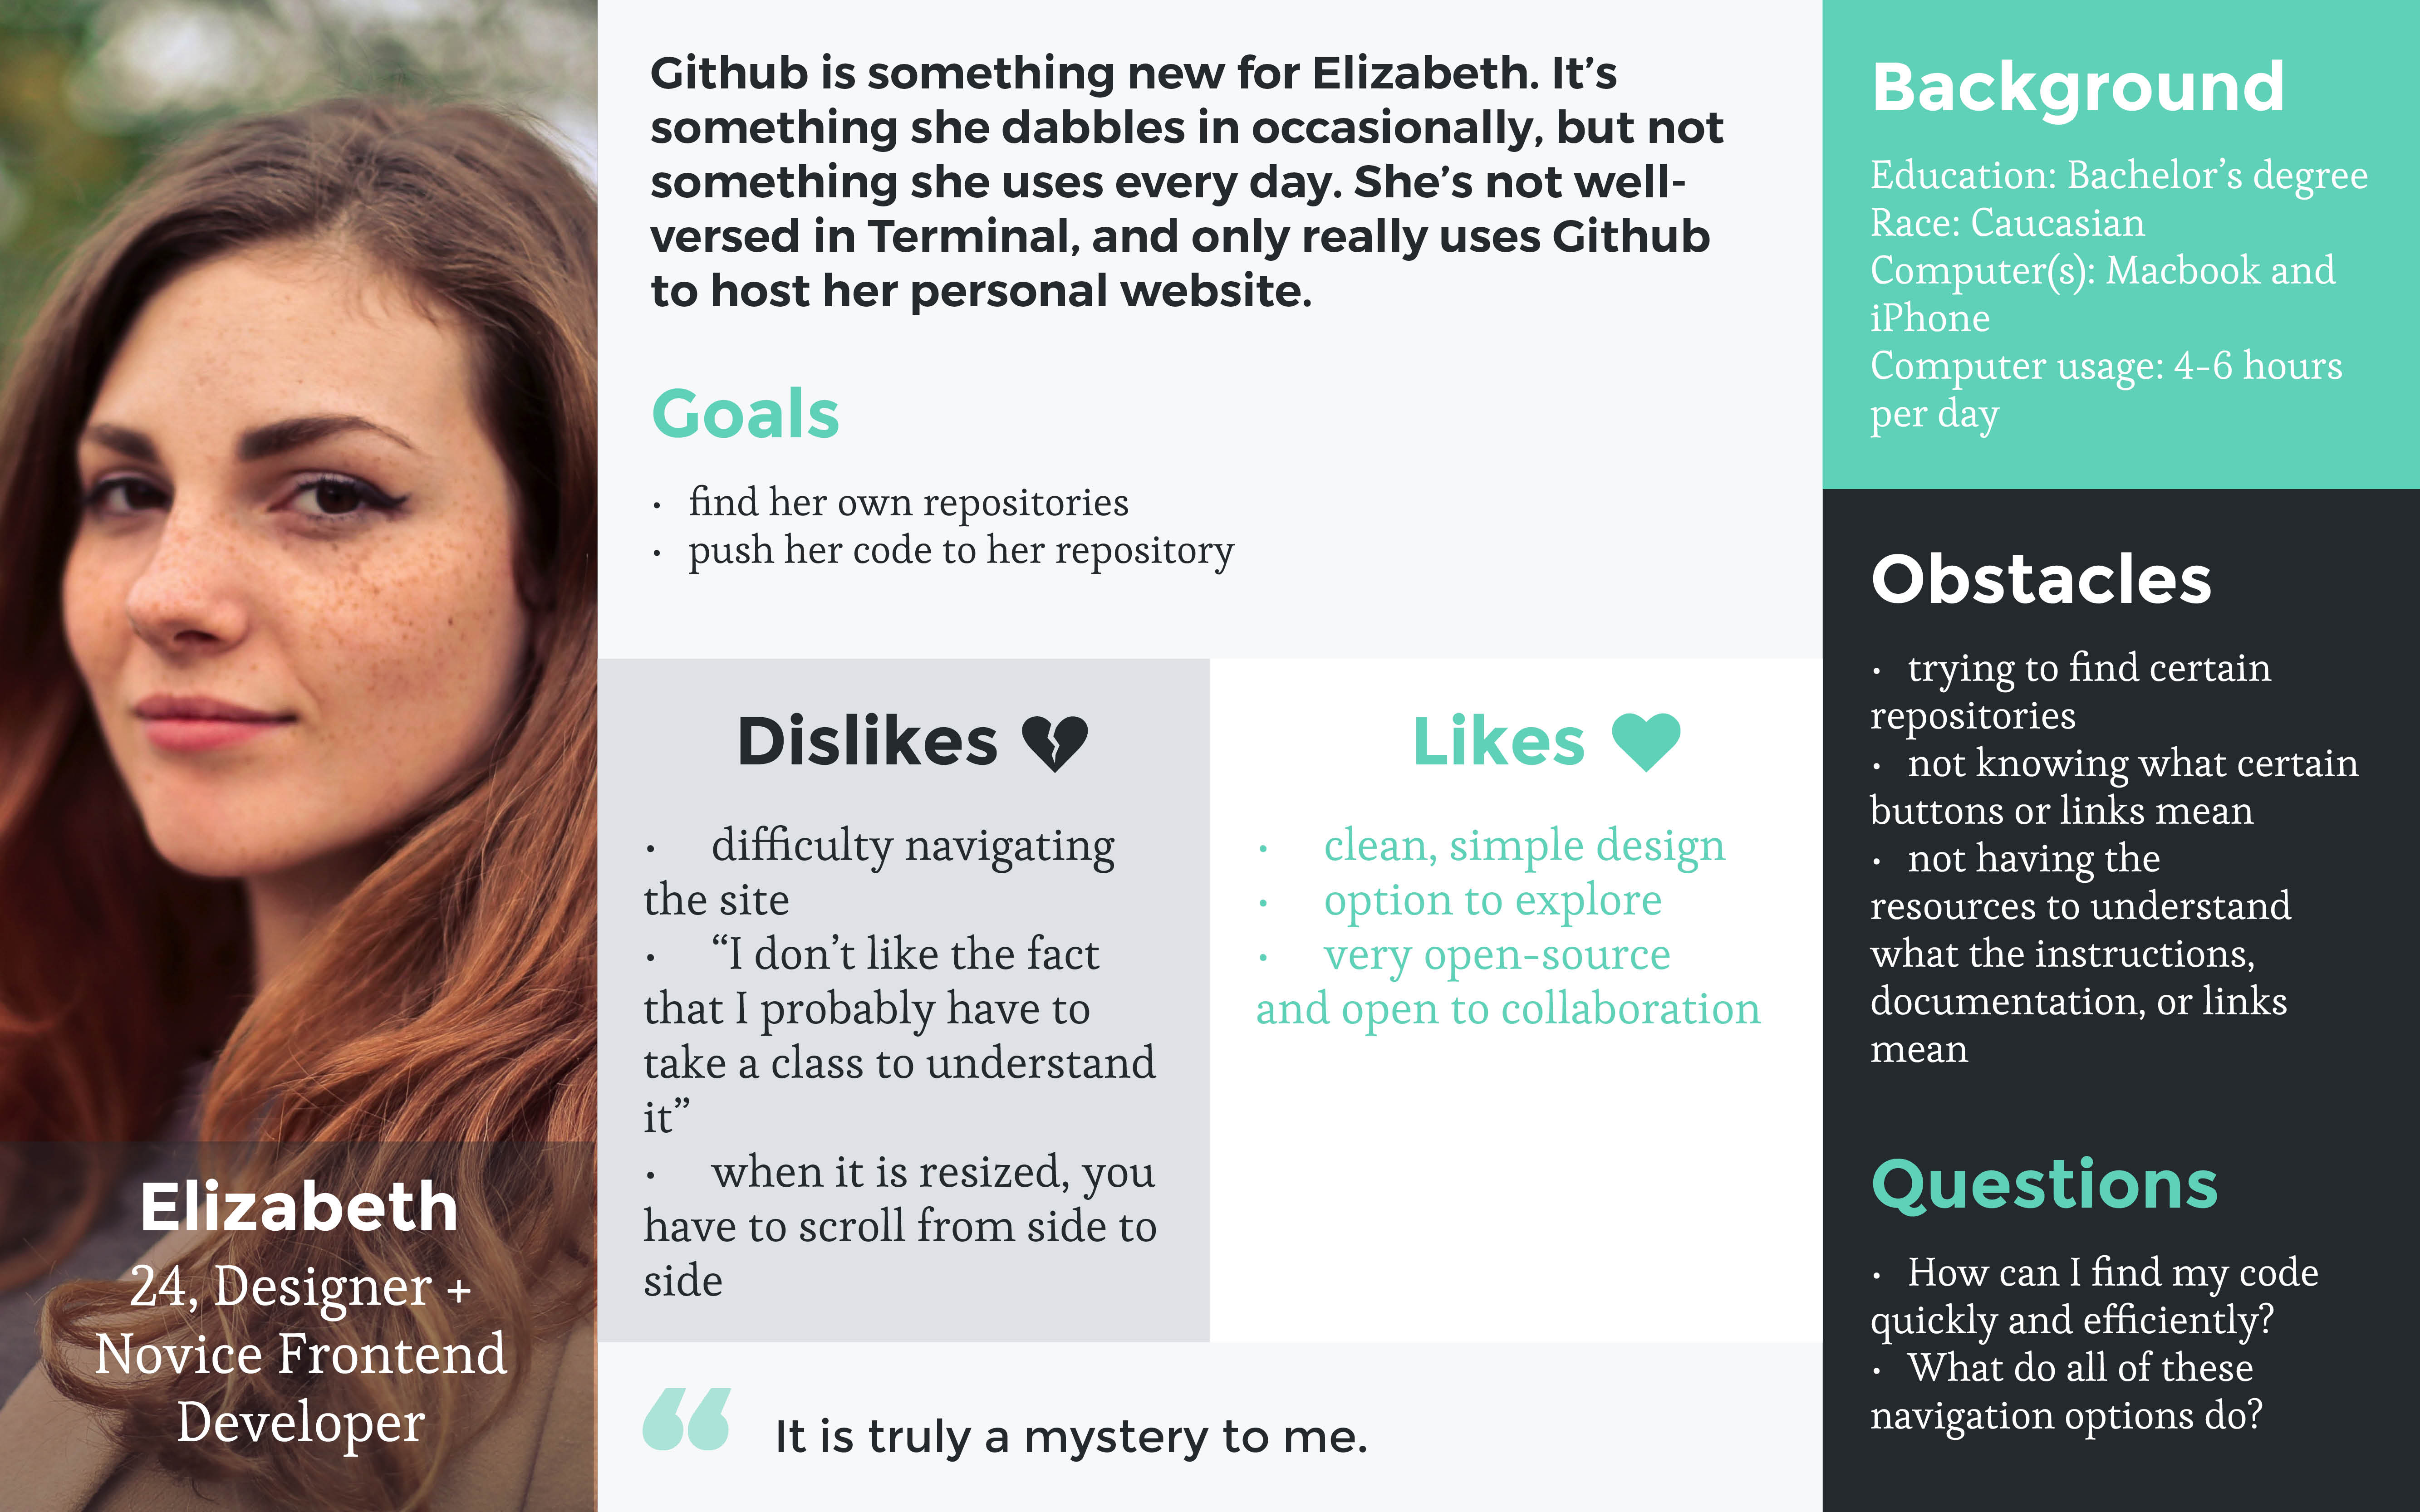 Github is something new for Elizabeth. It’s
something she dabbles in occasionally, but not
something she uses every day. She’s not well-
versed in Terminal, and only really uses Github
to host her personal website.
Goals
• find her own repositories
• push her code to her repository
Dislikes
• difficulty navigating
the site
• “I don’t like the fact
that I probably have to
take a class to understand
it”
• when it is resized, you
have to scroll from side to
side
Likes
• clean, simple design
• option to explore
• very open-source
and open to collaboration
“ It is truly a mystery to me.
Elizabeth
24, Designer +
Novice Frontend
Developer
Background
Education: Bachelor’s degree
Race: Caucasian
Computer(s): Macbook and
iPhone
Computer usage: 4-6 hours
per day
Obstacles
• trying to find certain
repositories
• not knowing what certain
buttons or links mean
• not having the
resources to understand
what the instructions,
documentation, or links
mean
Questions
• How can I find my code
quickly and efficiently?
• What do all of these
navigation options do?